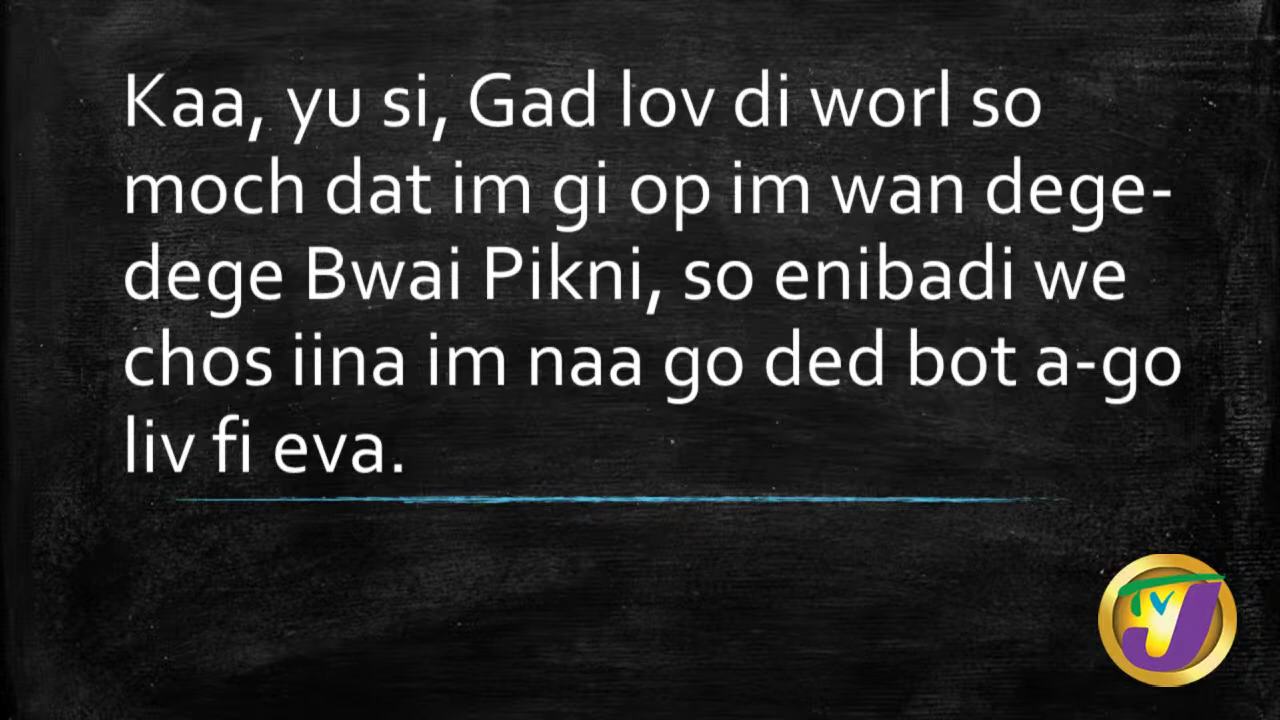 Kaa, yu si, Gad lov di worl so
moch dat im gi op im wan dege-
dege Bwai Pikni, so enibadi we
chos iina im naa go ded bot a-go
liv fi eva.
TVJ